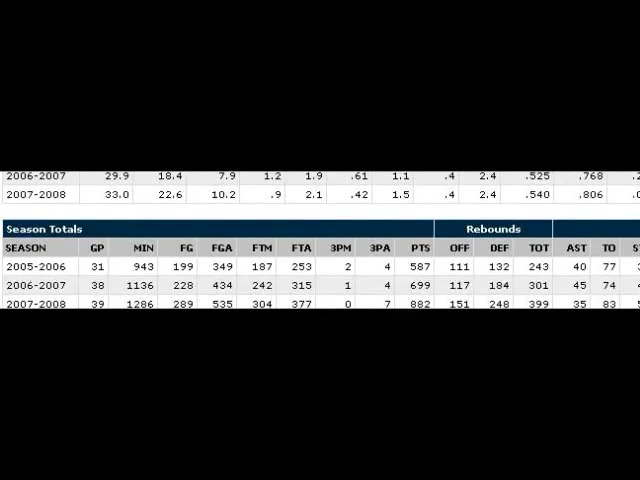 2006-2007 29.9 18.4 7.9 1.2 1.9 .61 1.1 .4 2.4 .525 .768
2007-2008 33.0 22.6 10.2 .9 2.1 .42 1.5 .4 2.4 .540 .806
Season Totals Rebounds
SEASON GP MIN FG FGA FTM FTA 3PM 3PA PTS OFF DEF TOT AST TO
2005-2006 31 943 199 349 187 253 2 4 587 111 132 243 40 77
2006-2007 38 1136 228 434 242 315 1 4 699 117 184 301 45 74
2007-2008 39 1286 289 535 304 377 0 7 882 151 248 399 35 83